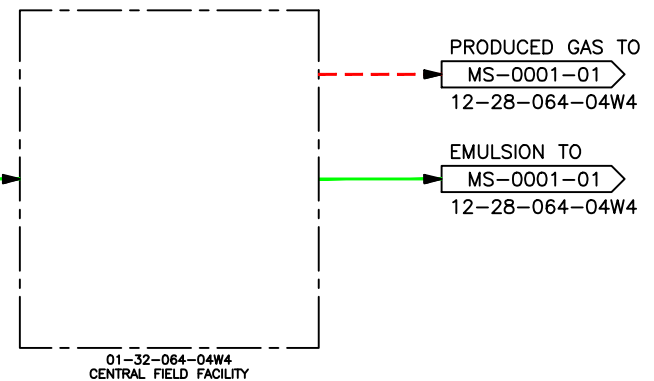 PRODUCED GAS TO
MS-0001-01
12-28-064-04W4
EMULSION TO
MS-0001-01
12-28-064-04W4
01-32-064-04W4
CENTRAL FIELD FACILITY